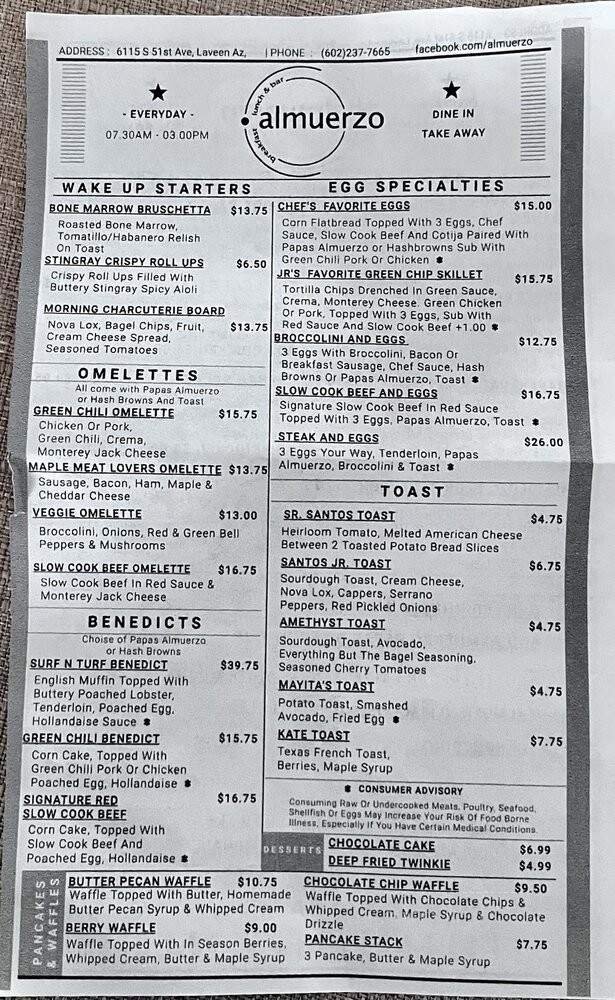 ADDRESS : 6115 S 51st Ave, Laveen Az, | PHONE : (602)237-7665 facebook.com/almuerzo
- EVERYDAY -
07.30AM - 03.00PM
breakfast lunch & bar
almuerzo
DINE IN
TAKE AWAY
WAKE UP STARTERS
BONE MARROW BRUSCHETTA $13.75
Roasted Bone Marrow,
Tomatillo/Habanero Relish
On Toast
STINGRAY CRISPY ROLL UPS $6.50
Crispy Roll Ups Filled With
Buttery Stingray Spicy Aloli
MORNING CHARCUTERIE BOARD
Nova Lox, Bagel Chips, Fruit, $13.75
Cream Cheese Spread,
Seasoned Tomatoes
OMELETTES
All come with Papas Almuerzo
or Hash Browns And Toast
GREEN CHILI OMELETTE $15.75
Chicken Or Pork,
Green Chili, Crema,
Monterey Jack Cheese
MAPLE MEAT LOVERS OMELETTE $13.75
Sausage, Bacon, Ham, Maple &
Cheddar Cheese
VEGGIE OMELETTE $13.00
Broccolini, Onions, Red & Green Bell
Peppers & Mushrooms
SLOW COOK BEEF OMELETTE $16.75
Slow Cook Beef In Red Sauce &
Monterey Jack Cheese
BENEDICTS
Choise of Papas Almuerzo
or Hash Browns
SURF N TURF BENEDICT $39.75
English Muffin Topped With
Buttery Poached Lobster,
Tenderloin, Poached Egg,
Hollandaise Sauce *
GREEN CHILI BENEDICT $15.75
Corn Cake, Topped With
Green Chili Pork Or Chicken
Poached Egg, Hollandaise *
SIGNATURE RED $16.75
SLOW COOK BEEF
Corn Cake, Topped With
Slow Cook Beef And
Poached Egg, Hollandaise *
EGG SPECIALTIES
CHEF'S FAVORITE EGGS $15.00
Corn Flatbread Topped With 3 Eggs, Chef
Sauce, Slow Cook Beef And Cotija Paired With
Papas Almuerzo or Hashbrowns Sub With
Green Chili Pork Or Chicken *
JR'S FAVORITE GREEN CHIP SKILLET $15.75
Tortilla Chips Drenched In Green Sauce,
Crema, Monterey Cheese. Green Chicken
Or Pork, Topped With 3 Eggs, Sub With
Red Sauce And Slow Cook Beef +1.00 *
BROCCOLINI AND EGGS $12.75
3 Eggs With Broccolini, Bacon Or
Breakfast Sausage, Chef Sauce, Hash
Browns Or Papas Almuerzo, Toast *
SLOW COOK BEEF AND EGGS $16.75
Signature Slow Cook Beef In Red Sauce
Topped With 3 Eggs, Papas Almuerzo, Toast *
STEAK AND EGGS $26.00
3 Eggs Your Way, Tenderloin, Papas
Almuerzo, Broccolini & Toast *
TOAST
SR. SANTOS TOAST $4.75
Heirloom Tomato, Melted American Cheese
Between 2 Toasted Potato Bread Slices
SANTOS JR. TOAST $6.75
Sourdough Toast, Cream Cheese,
Nova Lox, Cappers, Serrano
Peppers, Red Pickled Onions
AMETHYST TOAST $4.75
Sourdough Toast, Avocado,
Everything But The Bagel Seasoning,
Seasoned Cherry Tomatoes
MAYITA'S TOAST $4.75
Potato Toast, Smashed
Avocado, Fried Egg *
KATE TOAST $7.75
Texas French Toast,
Berries, Maple Syrup
* CONSUMER ADVISORY
Consuming Raw Or Undercooked Meats, Poultry, Seafood,
Shellfish Or Eggs May Increase Your Risk Of Food Borne
Illness, Especially If You Have Certain Medical Conditions.
DESSERTS
CHOCOLATE CAKE $6.99
DEEP FRIED TWINKIE $4.99
PANCAKES
& WAFFLES
BUTTER PECAN WAFFLE $10.75
Waffle Topped With Butter, Homemade
Butter Pecan Syrup & Whipped Cream
BERRY WAFFLE $9.00
Waffle Topped With In Season Berries,
Whipped Cream, Butter & Maple Syrup
CHOCOLATE CHIP WAFFLE $9.50
Waffle Topped With Chocolate Chips &
Whipped Cream, Maple Syrup & Chocolate
Drizzle
PANCAKE STACK $7.75
3 Pancake, Butter & Maple Syrup